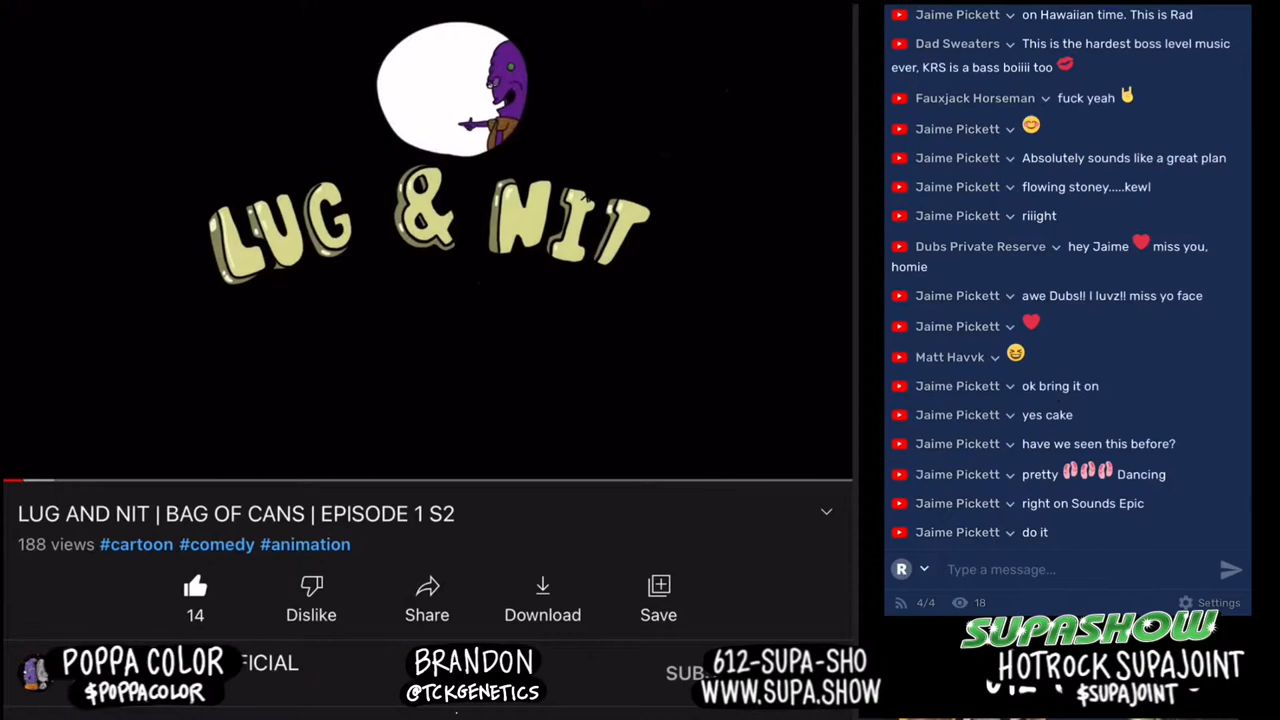 LUG & NIT
LUG AND NIT | BAG OF CANS | EPISODE 1 S2
188 views #cartoon #comedy #animation
14
Dislike
Share
Download
Save
FICIAL
SUB
POPPA COLOR
$POPPACOLOR
BRANDON
@TCKGENETICS
612-SUPA-SHO
WWW.SUPA.SHOW
Jaime Pickett on Hawaiian time. This is Rad
Dad Sweaters This is the hardest boss level music
ever, KRS is a bass boiiii too 💋
Fauxjack Horseman fuck yeah 🤘
Jaime Pickett 😊
Jaime Pickett Absolutely sounds like a great plan
Jaime Pickett flowing stoney.....kewl
Jaime Pickett riiight
Dubs Private Reserve hey Jaime ❤️ miss you,
homie
Jaime Pickett awe Dubs!! I luvz!! miss yo face
Jaime Pickett ❤️
Matt Havvk 😆
Jaime Pickett ok bring it on
Jaime Pickett yes cake
Jaime Pickett have we seen this before?
Jaime Pickett pretty Dancing
Jaime Pickett right on Sounds Epic
Jaime Pickett do it
R Type a message...
4/4 18 Settings
SUPASHOW
HOTROCK SUPAJOINT
$SUPAJOINT